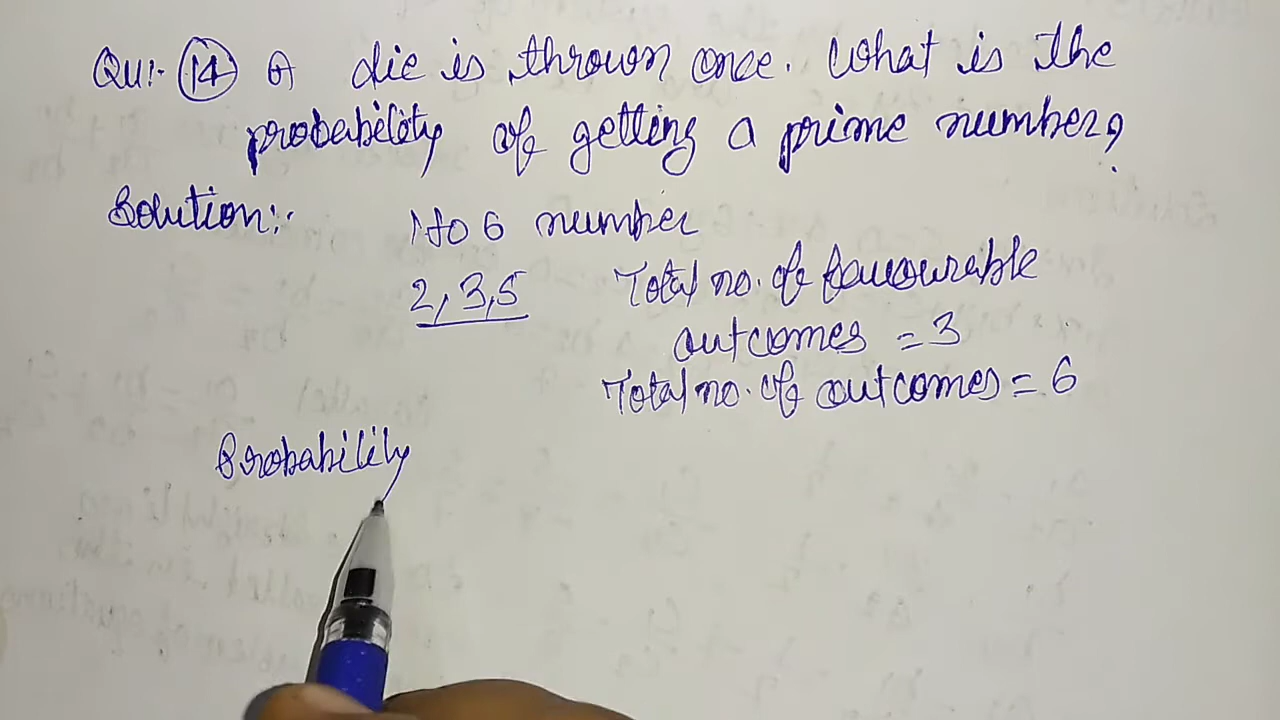 Qu:- 14 A die is thrown once. What is the
probability of getting a prime number?
Solution:- 1 to 6 number
2, 3, 5 Total no. of favourable
outcomes = 3
Total no. of outcomes = 6
Probability